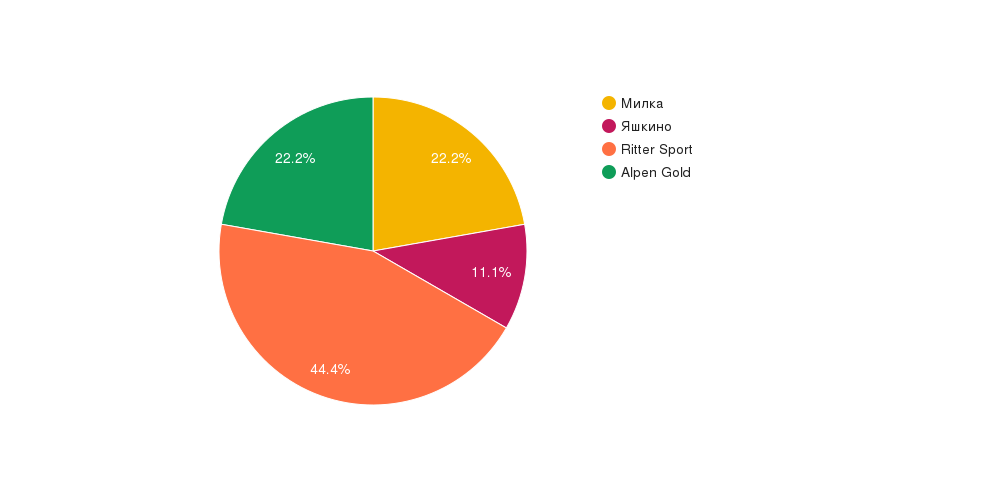 22.2%
22.2%
11.1%
44.4%
Милка
Яшкино
Ritter Sport
Alpen Gold